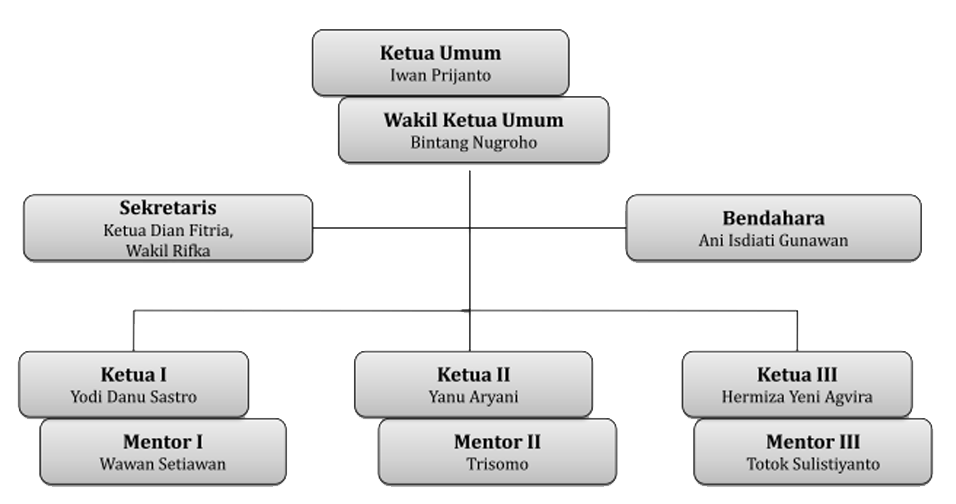 Ketua Umum
Iwan Prijanto
Wakil Ketua Umum
Bintang Nugroho
Sekretaris
Ketua Dian Fitria,
Wakil Rifka
Bendahara
Ani Isdiati Gunawan
Ketua I
Yodi Danu Sastro
Mentor I
Wawan Setiawan
Ketua II
Yanu Aryani
Mentor II
Trisomo
Ketua III
Hermiza Yeni Agvira
Mentor III
Totok Sulistiyanto